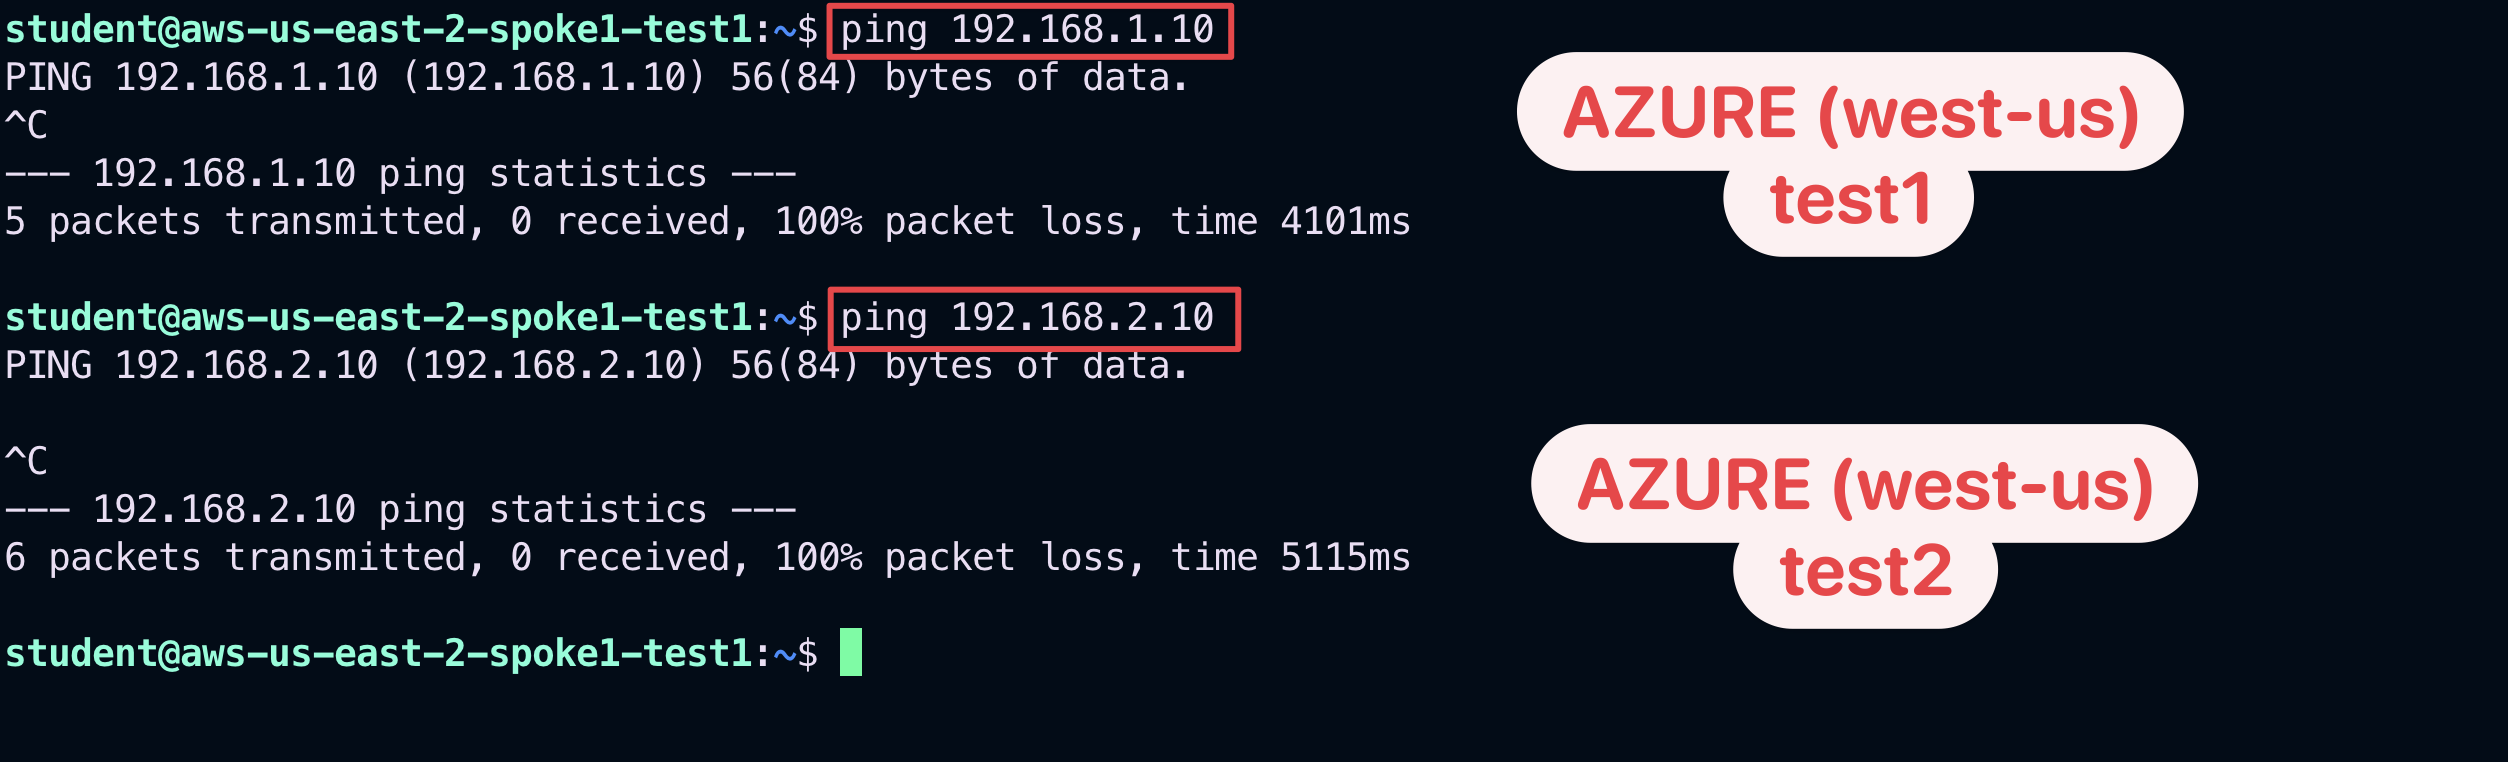 student@aws-us-east-2-spoke1-test1:~$ ping 192.168.1.10
PING 192.168.1.10 (192.168.1.10) 56(84) bytes of data.
^C
--- 192.168.1.10 ping statistics ---
5 packets transmitted, 0 received, 100% packet loss, time 4101ms
AZURE (west-us)
test1
student@aws-us-east-2-spoke1-test1:~$ ping 192.168.2.10
PING 192.168.2.10 (192.168.2.10) 56(84) bytes of data.
^C
--- 192.168.2.10 ping statistics ---
6 packets transmitted, 0 received, 100% packet loss, time 5115ms
AZURE (west-us)
test2
student@aws-us-east-2-spoke1-test1:~$